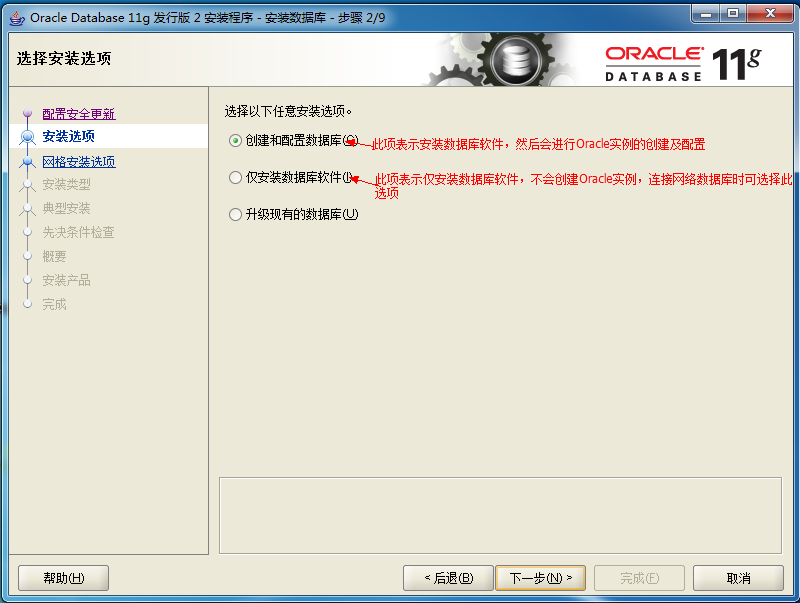 Oracle Database 11g 发行版 2 安装程序 - 安装数据库 - 步骤 2/9
选择安装选项
ORACLE
DATABASE 11g
配置安全更新
安装选项
网格安装选项
安装类型
典型安装
先决条件检查
概要
安装产品
完成
选择以下任意安装选项。
创建和配置数据库(C) 此项表示安装数据库软件，然后会进行Oracle实例的创建及配置
仅安装数据库软件(I) 此项表示仅安装数据库软件，不会创建Oracle实例，连接网络数据库时可选择此
选项
升级现有的数据库(U)
帮助(H) < 后退(B) 下一步(N) > 完成(F) 取消